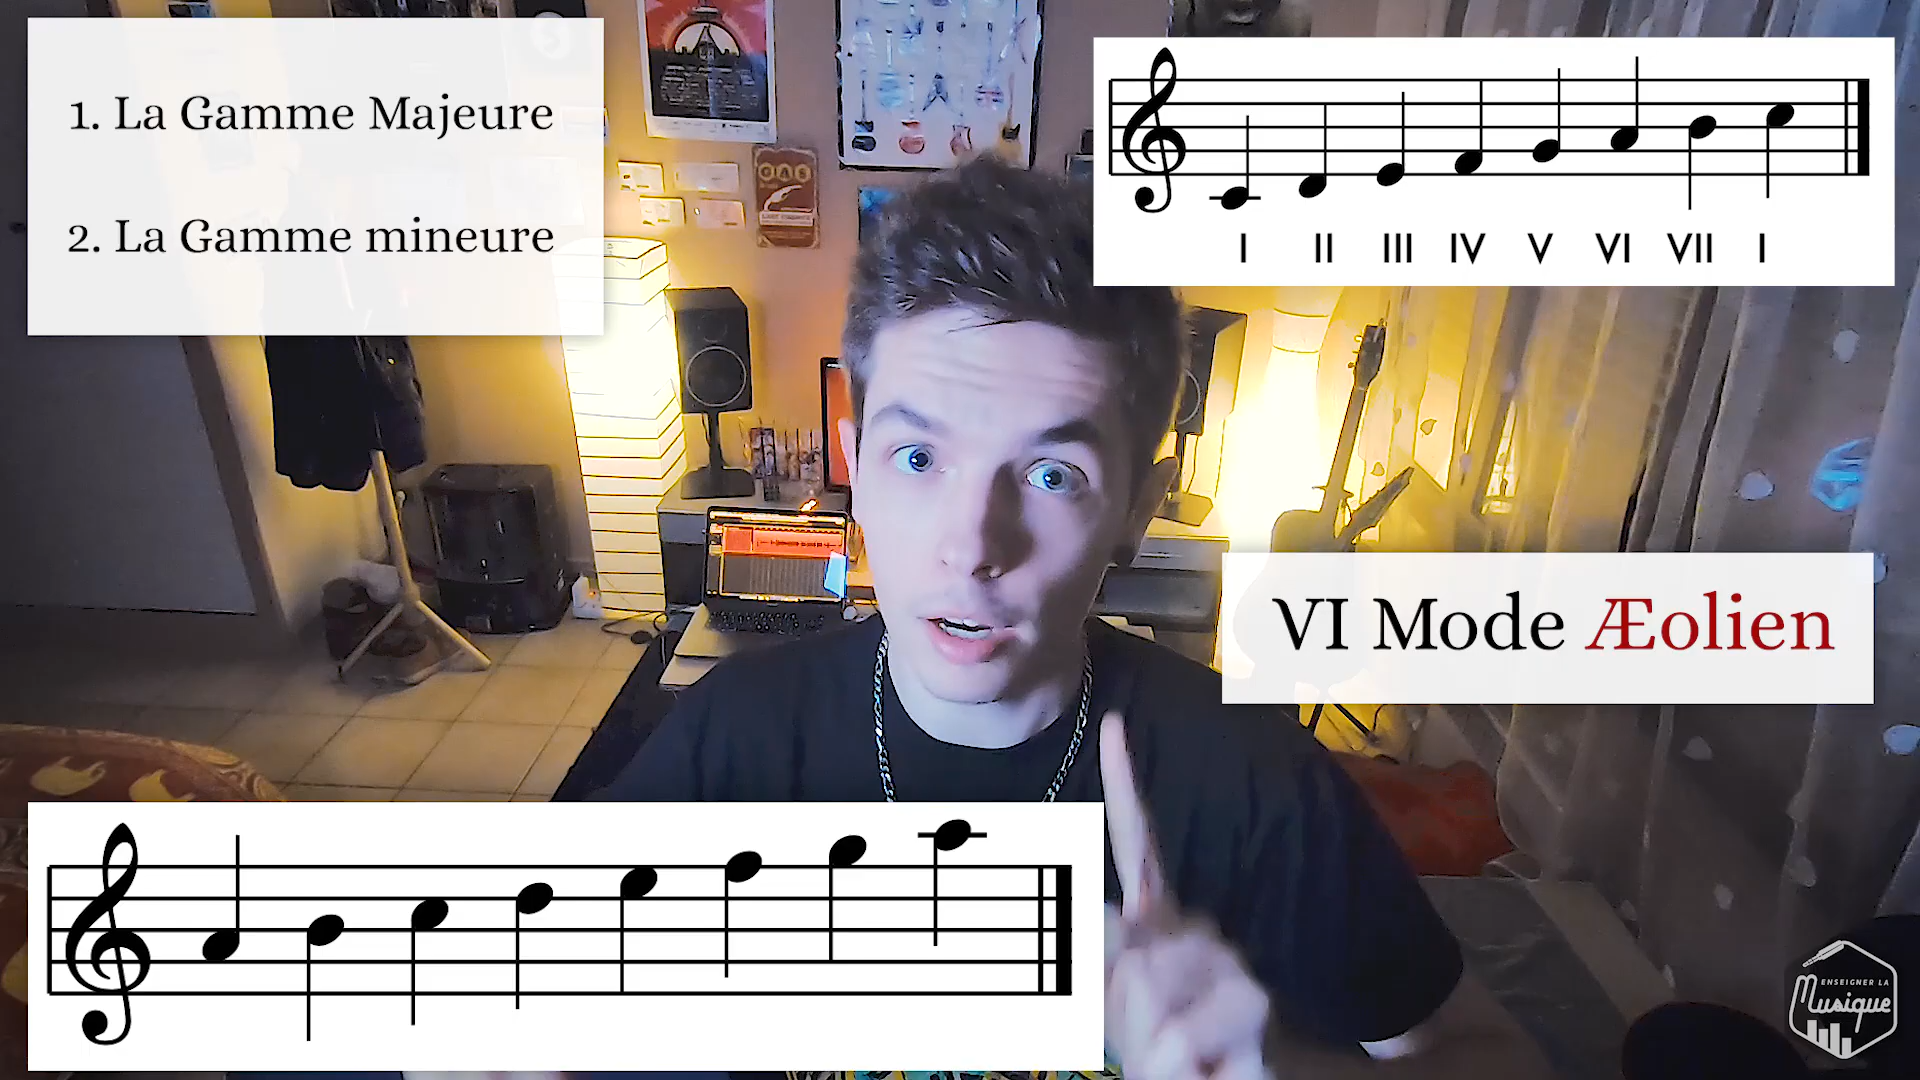 1. La Gamme Majeure
2. La Gamme mineure
I II III IV V VI VII I
GAS
VI Mode Æolien
ENSEIGNER LA
Musique